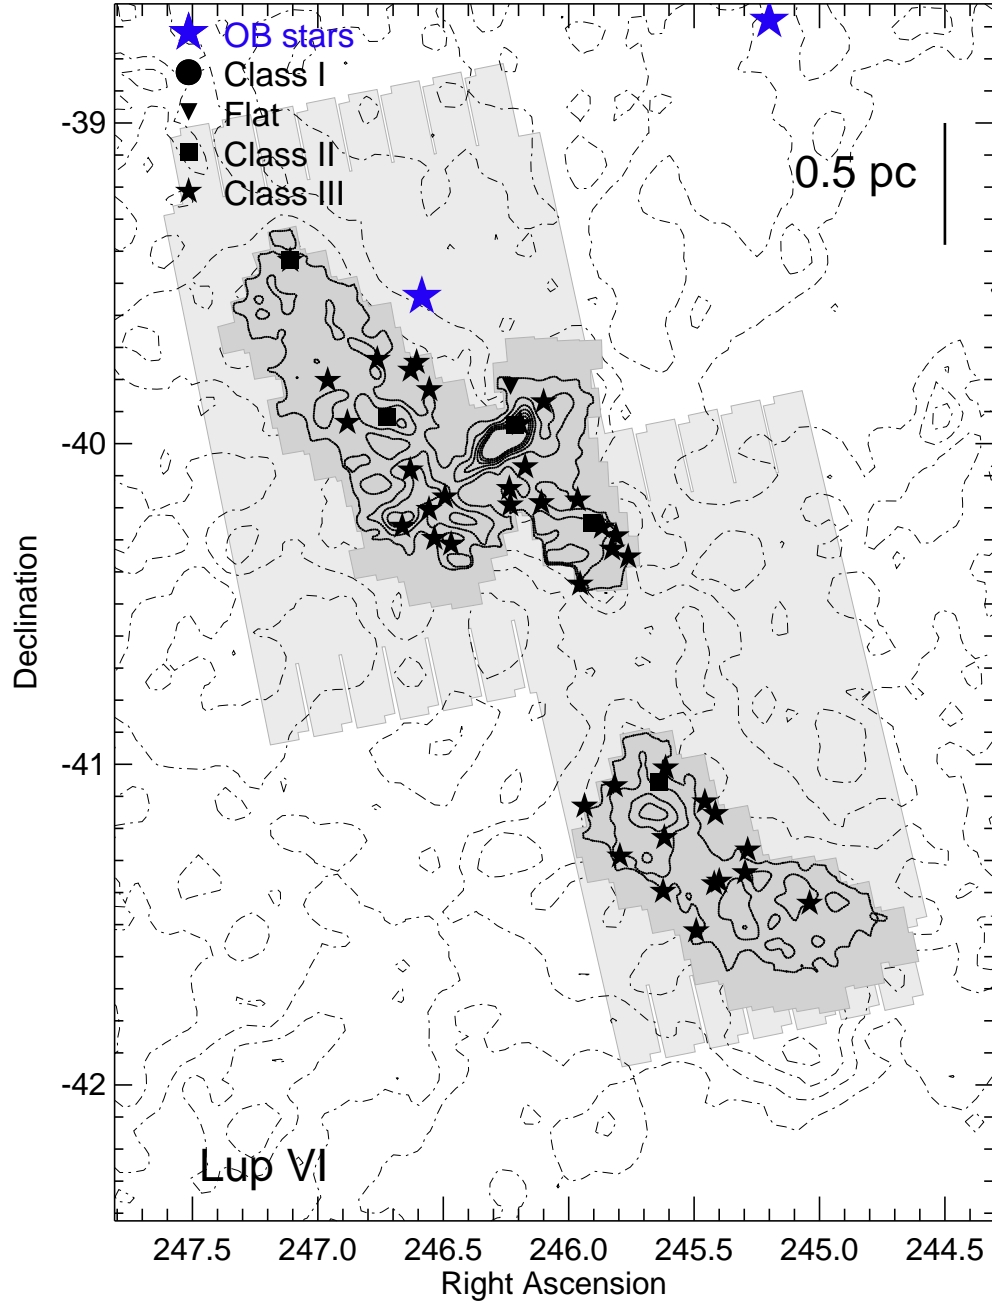 OB stars
Class I
Flat
Class II
Class III
0.5 pc
-39
-40
-41
-42
Declination
Lup VI
247.5 247.0 246.5 246.0 245.5 245.0 244.5
Right Ascension